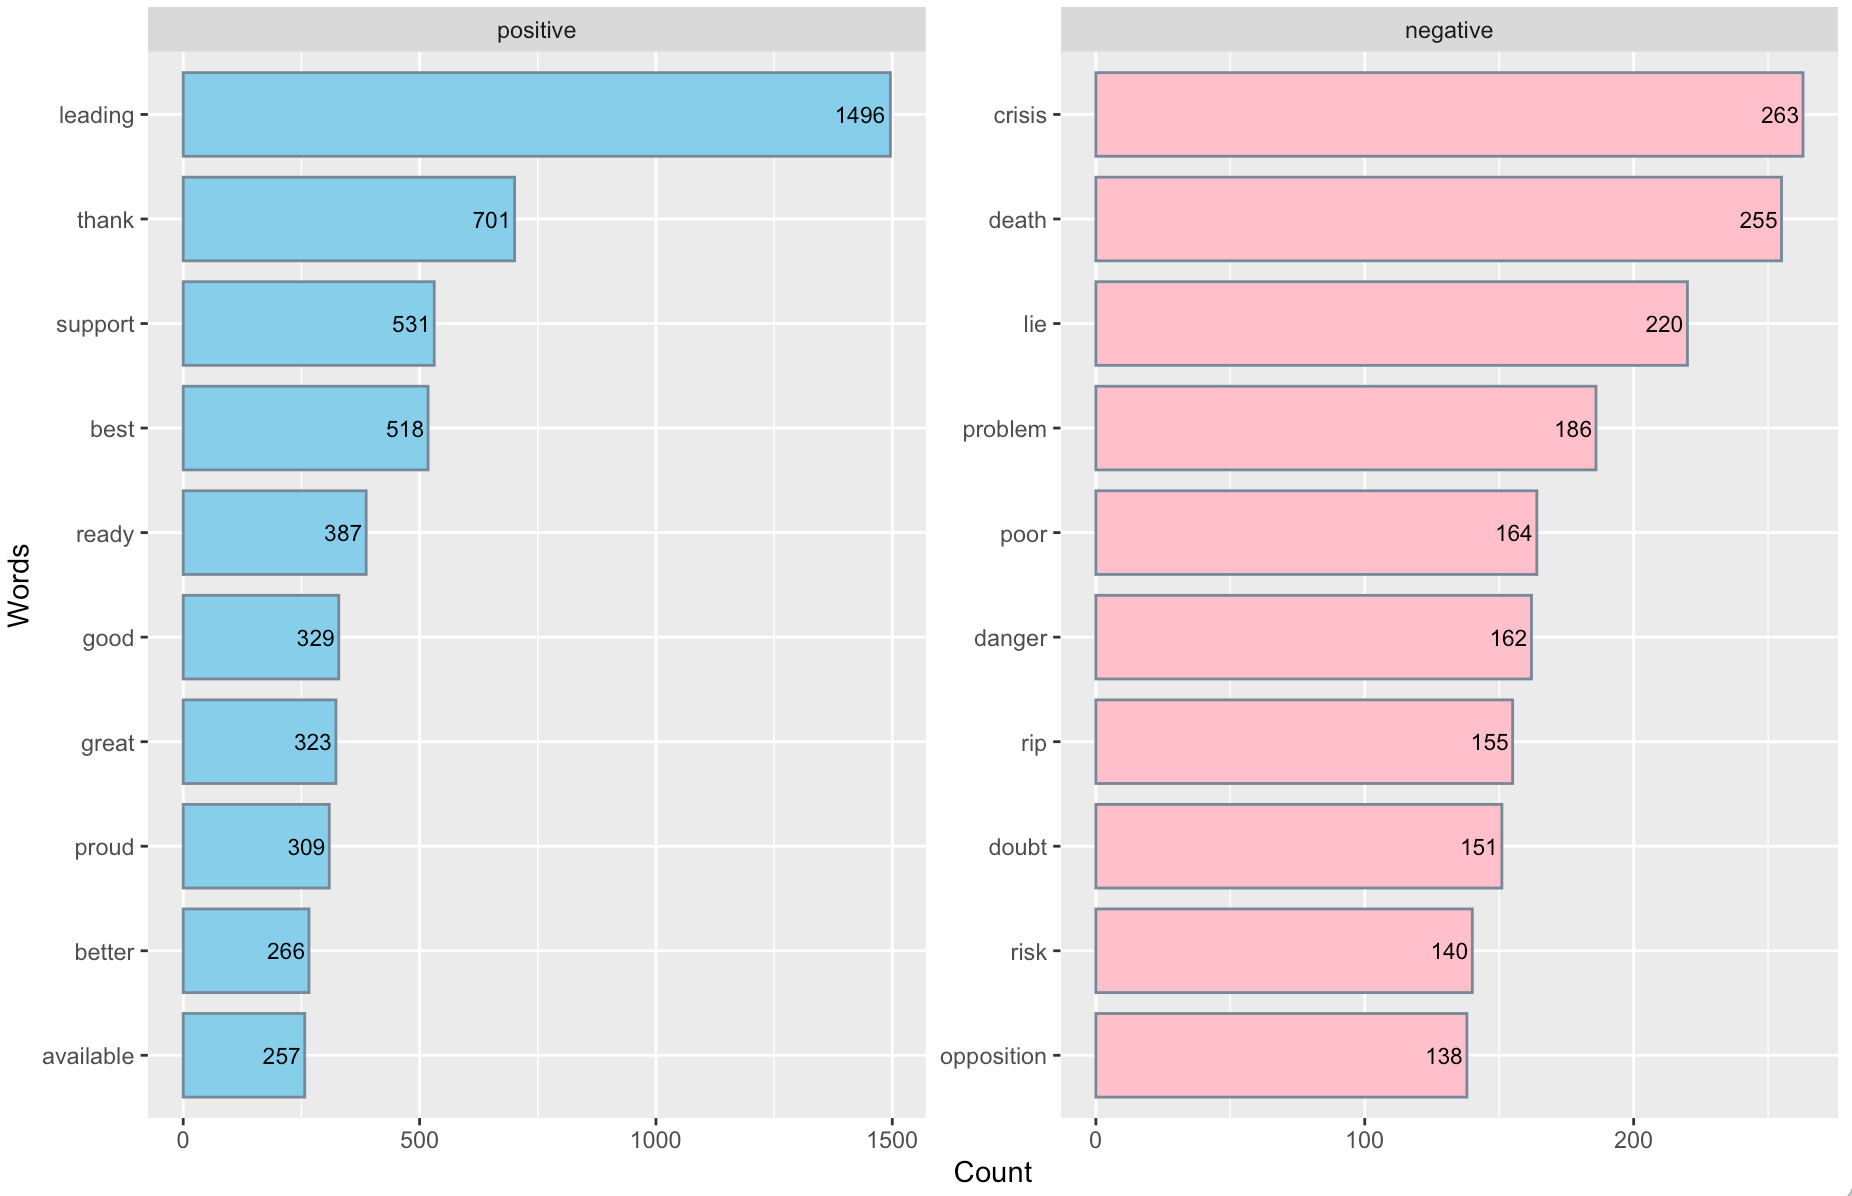 positive
leading 1496
thank 701
support 531
best 518
ready 387
good 329
great 323
proud 309
better 266
available 257
0 500 1000 1500
negative
crisis 263
death 255
lie 220
problem 186
poor 164
danger 162
rip 155
doubt 151
risk 140
opposition 138
0 100 200
Words
Count